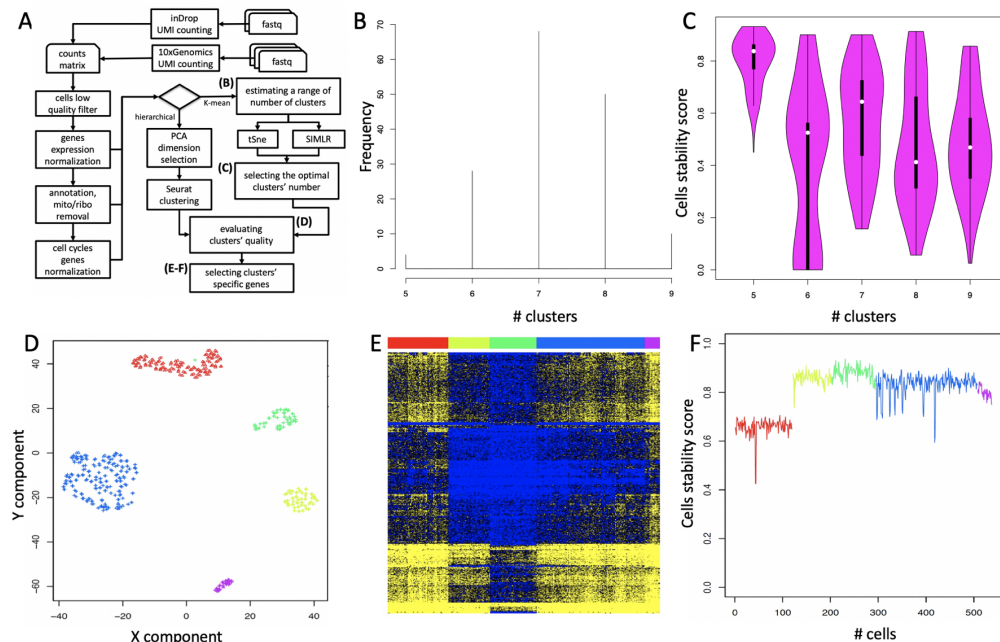 A
inDrop
UMI counting
fastq
counts
matrix
10xGenomics
UMI counting
fastq
cells low
quality filter
(B)
K-mean
hierarchical
estimating a range of
number of clusters
genes
expression
normalization
PCA
dimension
selection
tSne
SIMLR
(C)
selecting the optimal
clusters' number
annotation,
mito/ribo
removal
Seurat
clustering
(D)
evaluating
clusters' quality
cell cycles
genes
normalization
(E-F)
selecting clusters'
specific genes
B
Frequency
70
60
50
40
30
20
10
0
5
6
7
8
9
# clusters
C
Cells stability score
0.8
0.6
0.4
0.2
0.0
5
6
7
8
9
# clusters
D
Y component
40
20
0
−20
−40
−60
−40
−20
0
20
40
X component
E
F
Cells stability score
1.0
0.8
0.6
0.4
0.2
0.0
0
100
200
300
400
500
# cells